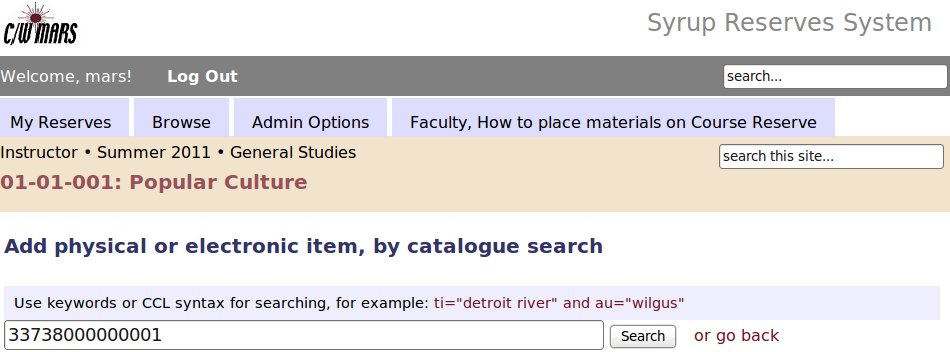 C/W MARS
Syrup Reserves System
Welcome, mars! Log Out search...
My Reserves Browse Admin Options Faculty, How to place materials on Course Reserve
Instructor • Summer 2011 • General Studies search this site...
01-01-001: Popular Culture
Add physical or electronic item, by catalogue search
Use keywords or CCL syntax for searching, for example: ti="detroit river" and au="wilgus"
33738000000001 Search or go back